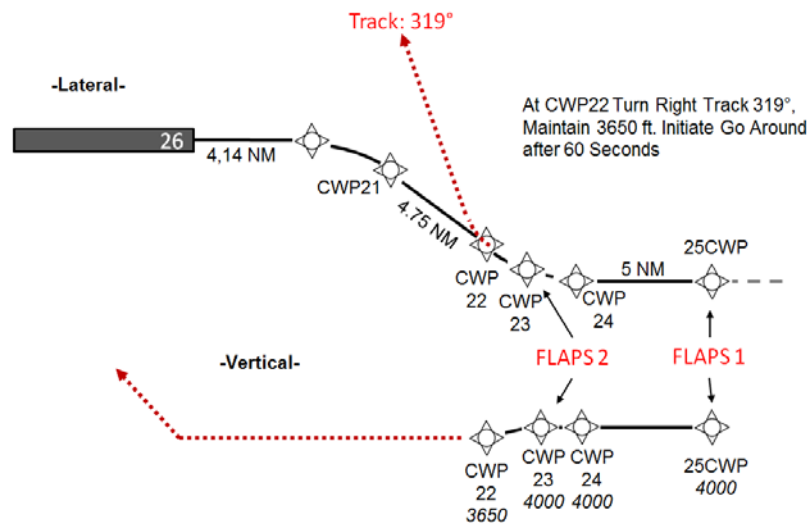 Track: 319°
-Lateral-
At CWP22 Turn Right Track 319°,
Maintain 3650 ft. Initiate Go Around
after 60 Seconds
26
4,14 NM
CWP21
4.75 NM
CWP
22
CWP
23
CWP
24
5 NM
25CWP
FLAPS 2
FLAPS 1
-Vertical-
CWP
22
3650
CWP
23
4000
CWP
24
4000
25CWP
4000